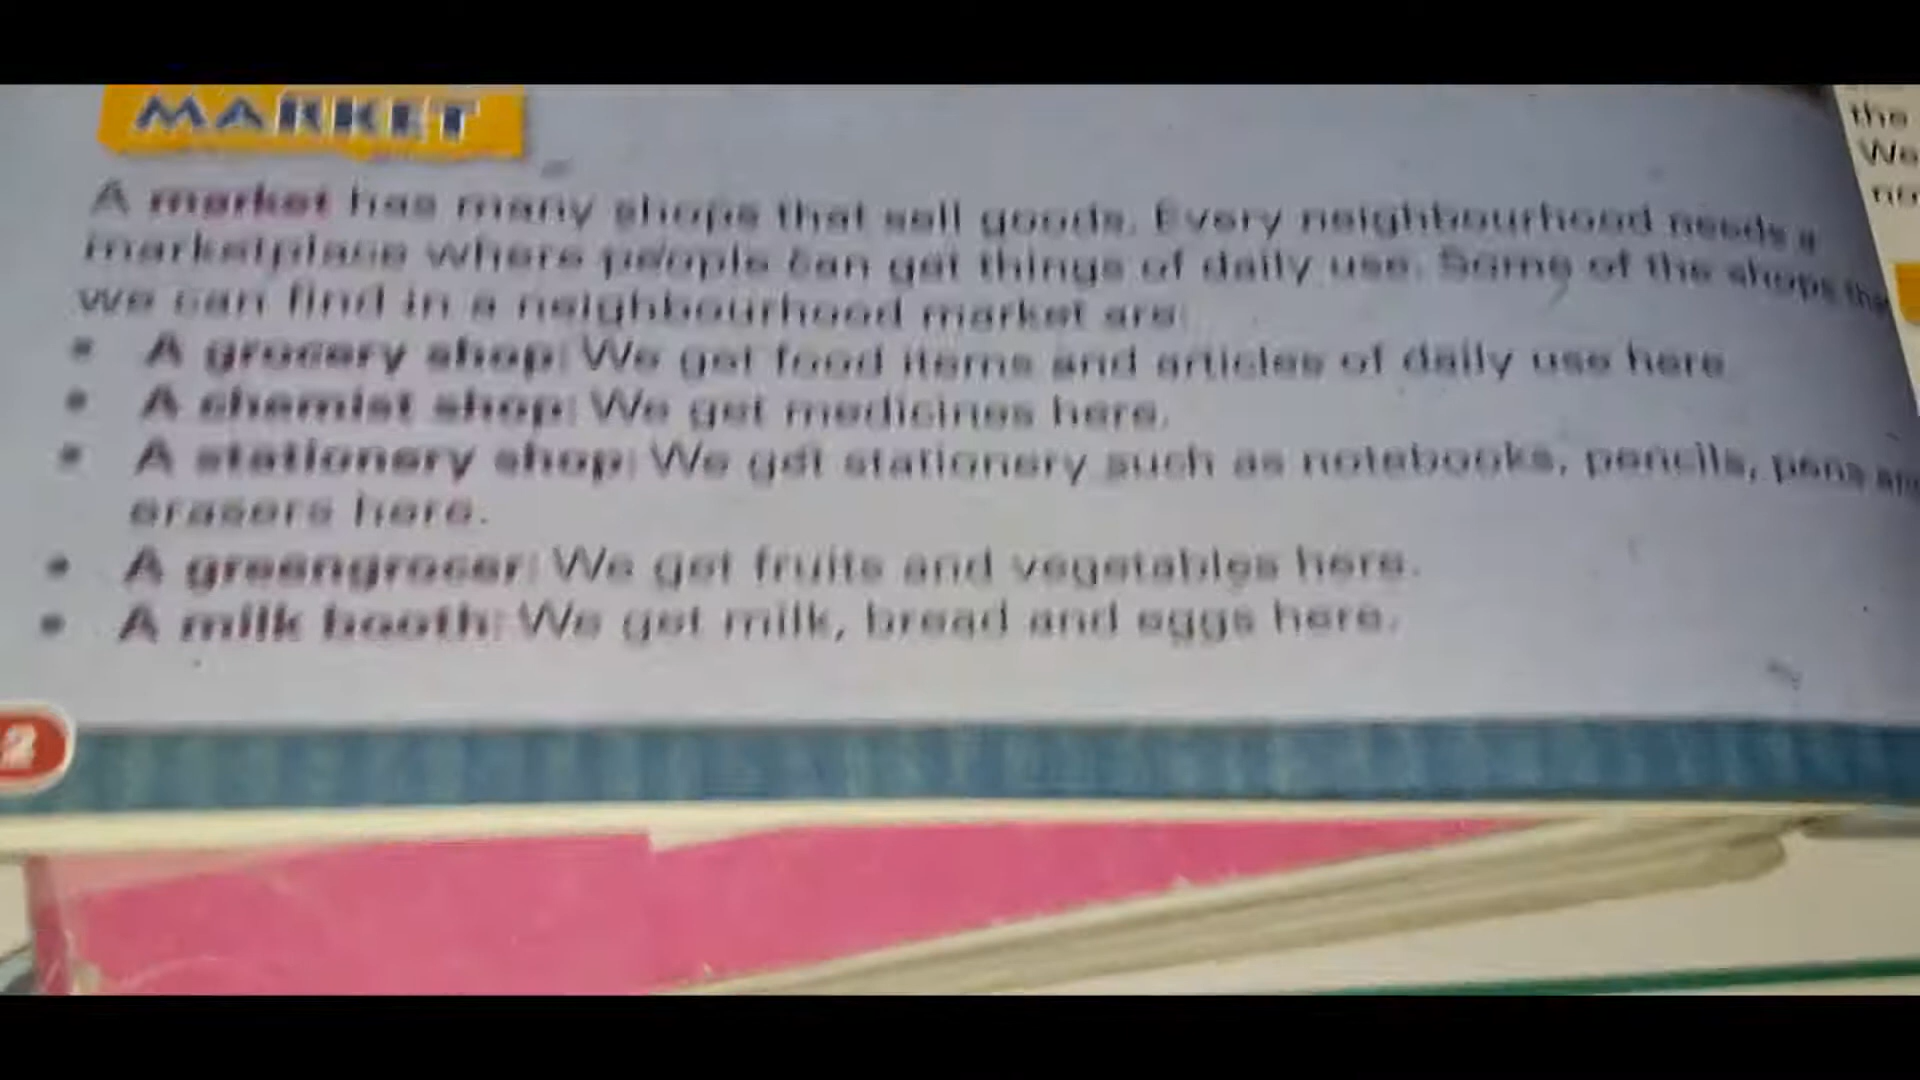 MARKET
A market has many shops that sell goods. Every neighbourhood needs a
marketplace where people can get things of daily use. Some of the shops that
we can find in a neighbourhood market are:
• A grocery shop: We get food items and articles of daily use here
• A chemist shop: We get medicines here.
• A stationery shop: We get stationery such as notebooks, pencils, pens and
erasers here.
• A greengrocer: We get fruits and vegetables here.
• A milk booth: We get milk, bread and eggs here.
2
the
We